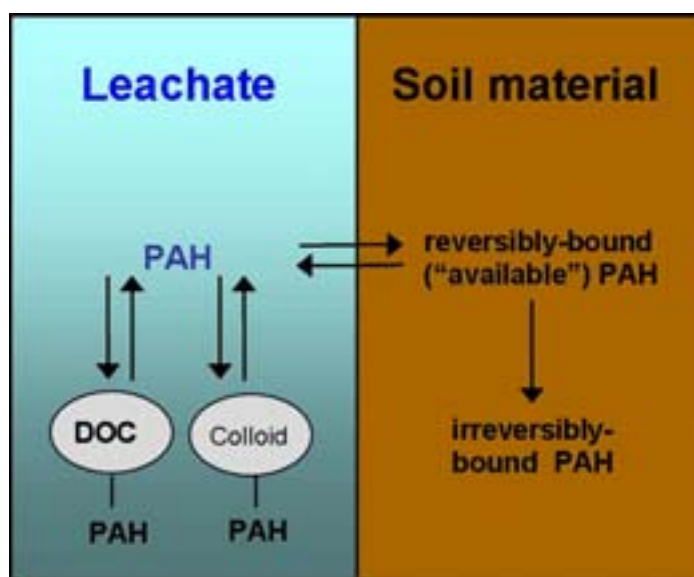 Leachate
Soil material
PAH
reversibly-bound
(“available”) PAH
DOC
Colloid
irreversibly-
bound PAH
PAH
PAH